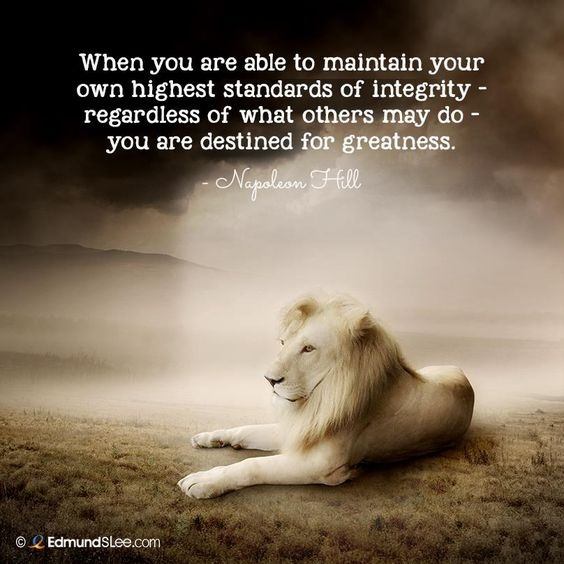 When you are able to maintain your
own highest standards of integrity -
regardless of what others may do -
you are destined for greatness.
- Napoleon Hill
© EdmundSLee.com